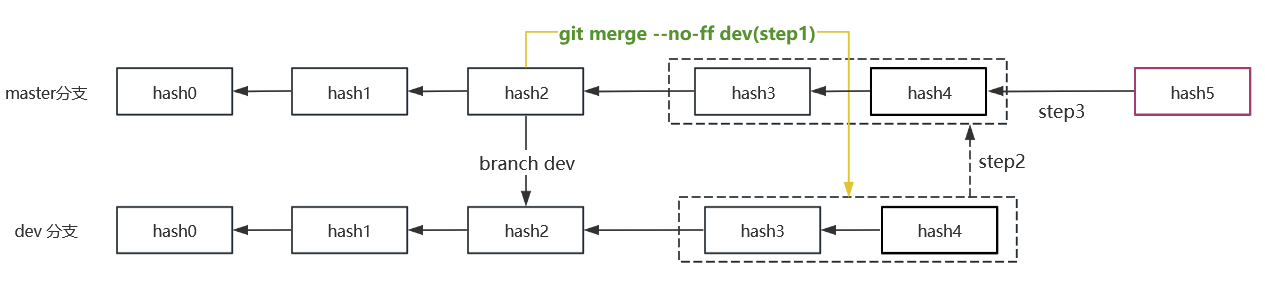 git merge --no-ff dev(step1)
master分支
hash0
hash1
hash2
hash3
hash4
hash5
step3
branch dev
step2
dev 分支
hash0
hash1
hash2
hash3
hash4